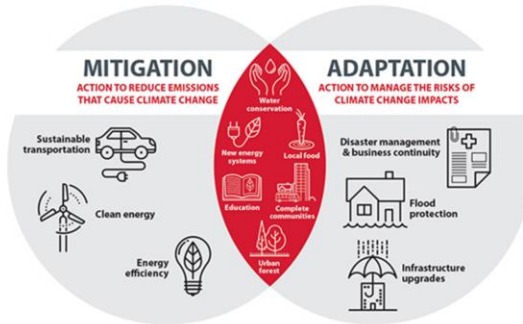 MITIGATION
ACTION TO REDUCE EMISSIONS
THAT CAUSE CLIMATE CHANGE
Sustainable
transportation
Clean energy
Energy
efficiency
Water
conservation
New energy
systems
Local food
Education
Complete
communities
Urban
forest
ADAPTATION
ACTION TO MANAGE THE RISKS OF
CLIMATE CHANGE IMPACTS
Disaster management
& business continuity
Flood
protection
Infrastructure
upgrades